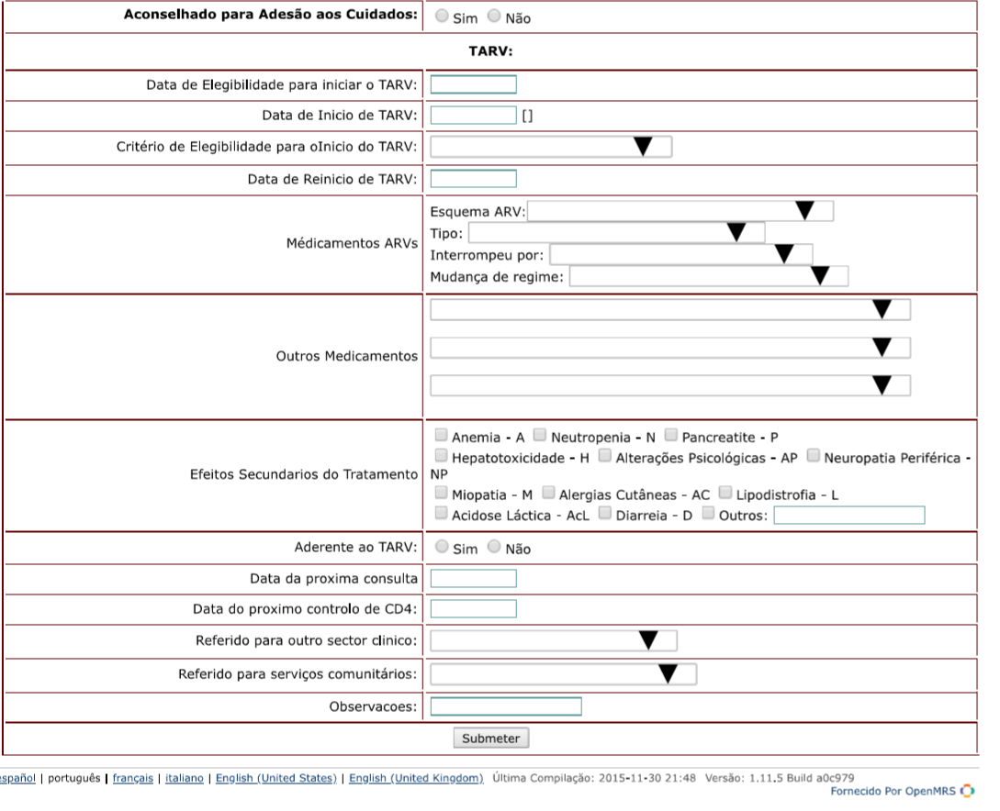 Aconselhado para Adesão aos Cuidados: Sim Não
TARV:
Data de Elegibilidade para iniciar o TARV:
Data de Inicio de TARV: []
Critério de Elegibilidade para oInicio do TARV:
Data de Reinicio de TARV:
Médicamentos ARVs
Esquema ARV:
Tipo:
Interrompeu por:
Mudança de regime:
Outros Medicamentos
Efeitos Secundarios do Tratamento
Anemia - A Neutropenia - N Pancreatite - P
Hepatotoxicidade - H Alterações Psicológicas - AP Neuropatia Periférica -
NP
Miopatia - M Alergias Cutâneas - AC Lipodistrofia - L
Acidose Láctica - AcL Diarreia - D Outros:
Aderente ao TARV: Sim Não
Data da proxima consulta
Data do proximo controlo de CD4:
Referido para outro sector clinico:
Referido para serviços comunitários:
Observacoes:
Submeter
español | português | français | italiano | English (United States) | English (United Kingdom) Última Compilação: 2015-11-30 21:48 Versão: 1.11.5 Build a0c979
Fornecido Por OpenMRS